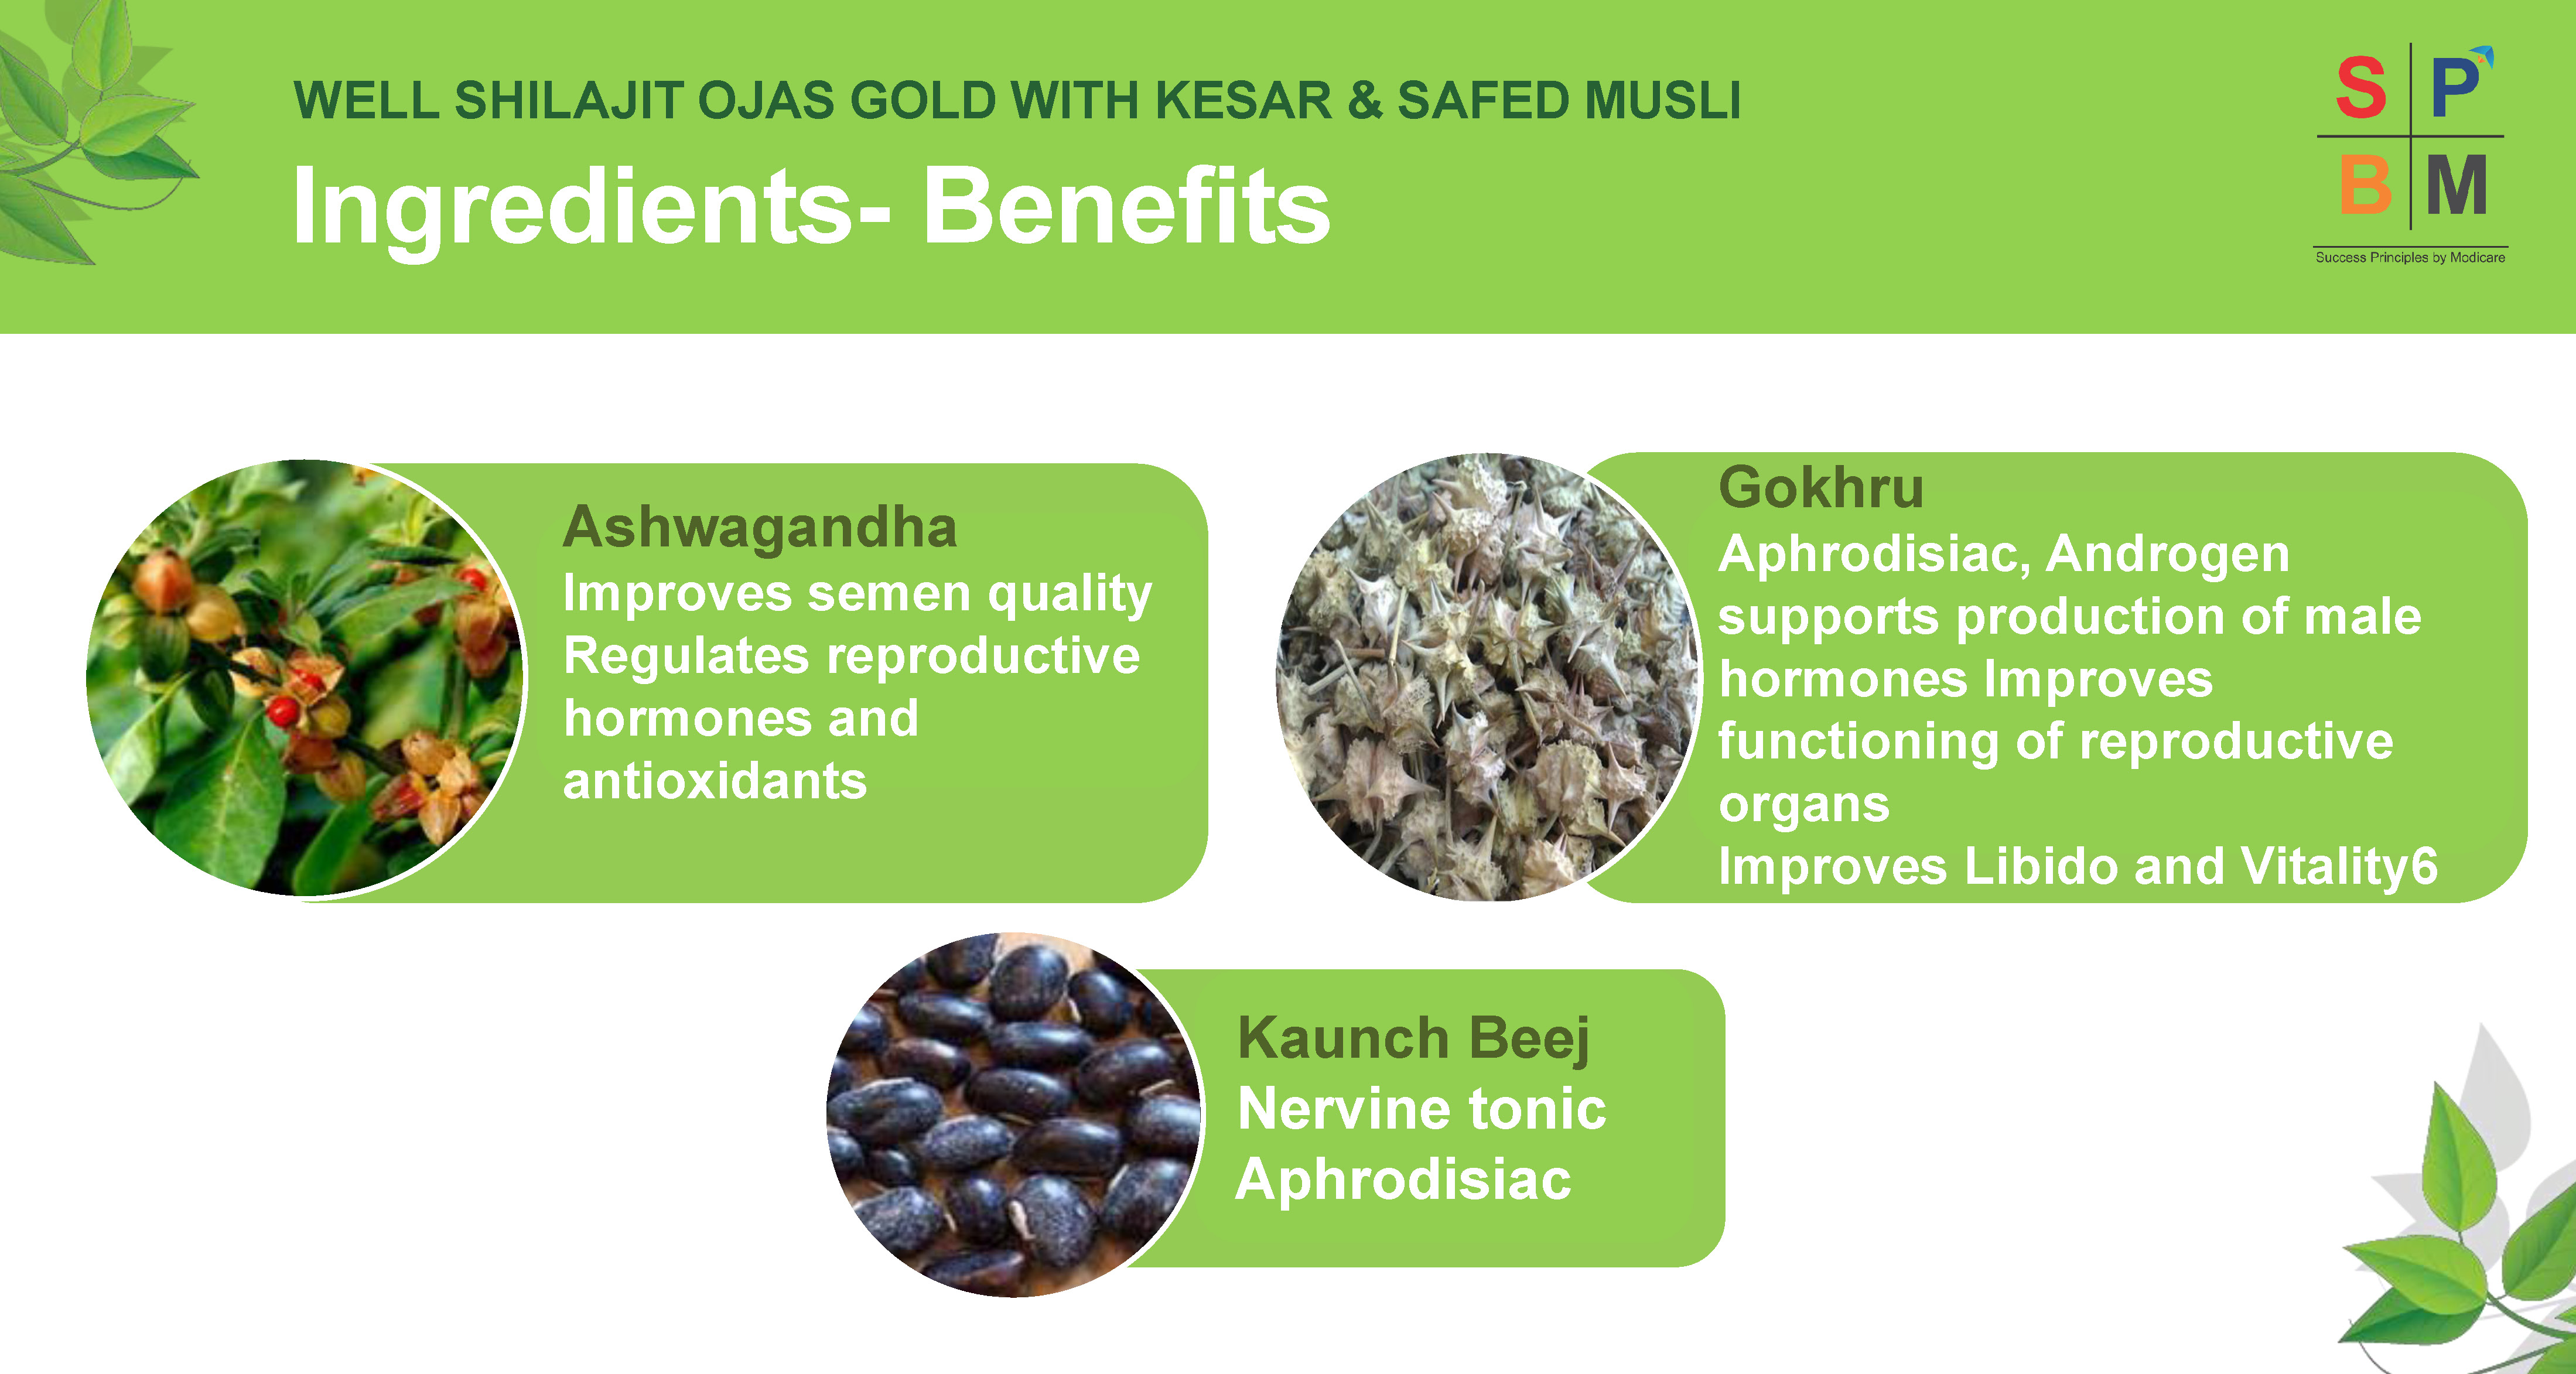 WELL SHILAJIT OJAS GOLD WITH KESAR & SAFED MUSLI
Ingredients- Benefits
S P
B M
Success Principles by Modicare
Ashwagandha
Improves semen quality
Regulates reproductive
hormones and
antioxidants
Gokhru
Aphrodisiac, Androgen
supports production of male
hormones Improves
functioning of reproductive
organs
Improves Libido and Vitality6
Kaunch Beej
Nervine tonic
Aphrodisiac